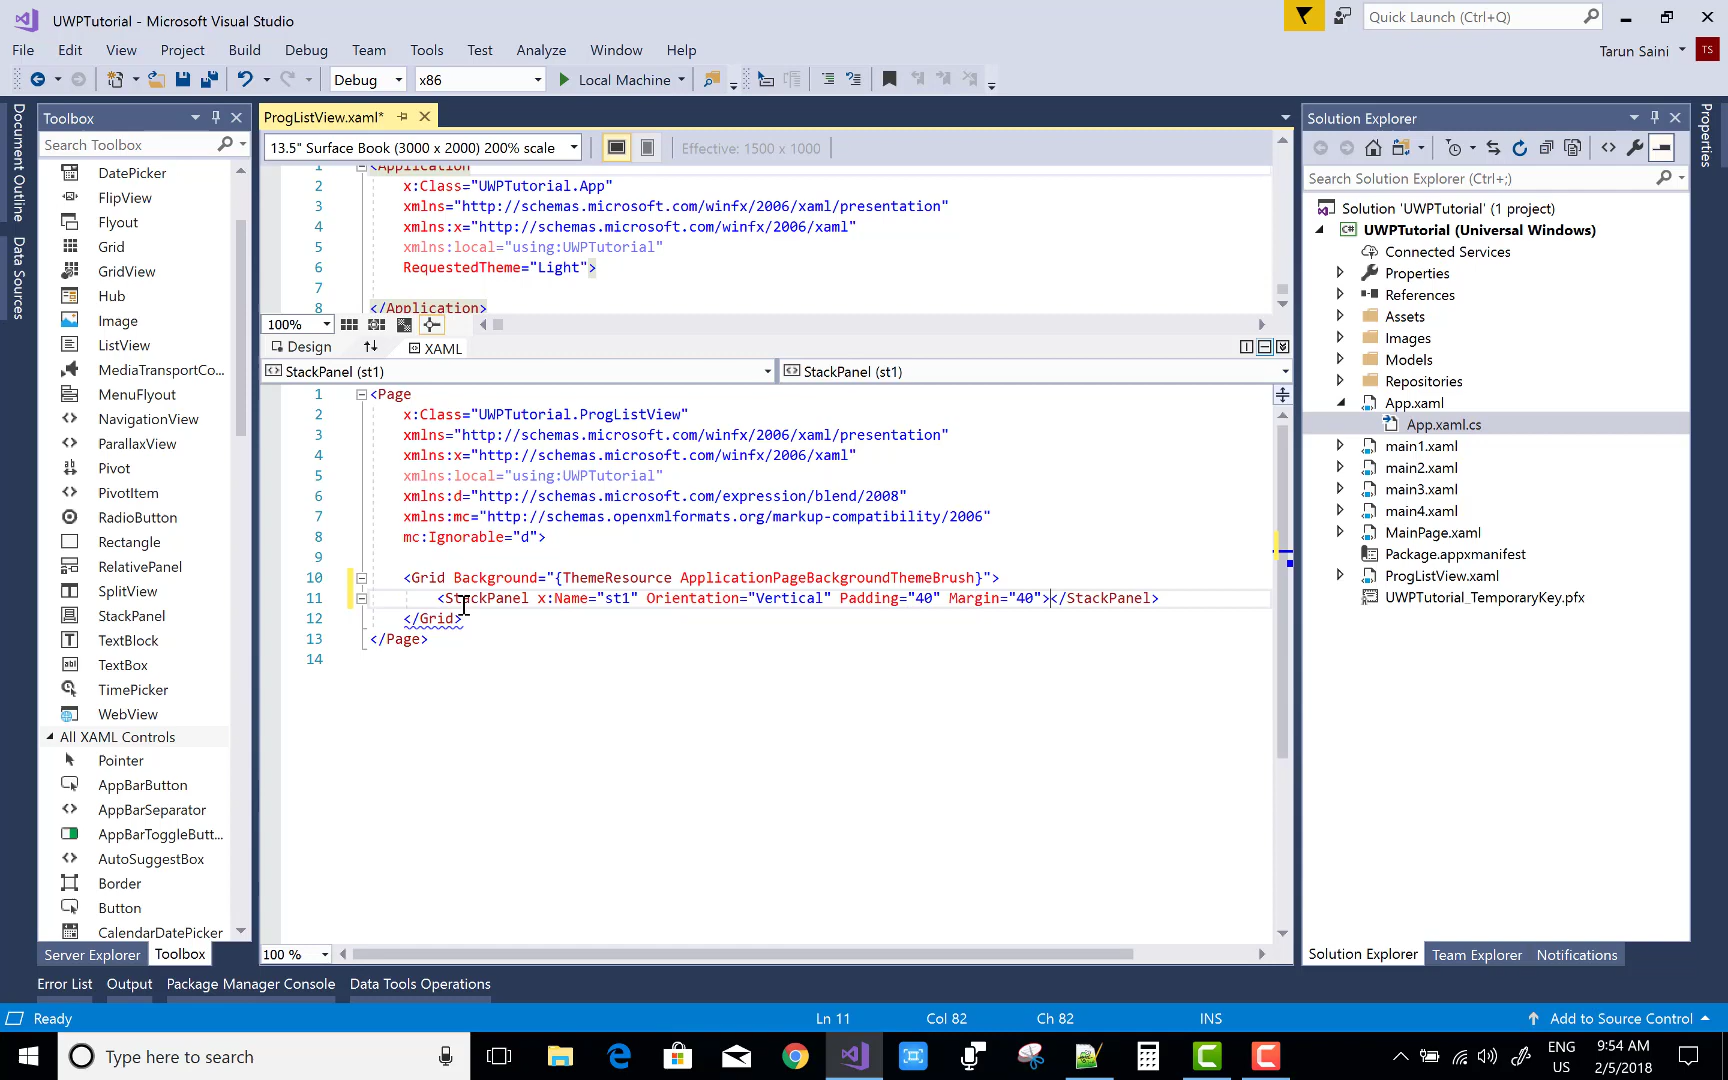 UWPTutorial - Microsoft Visual Studio
Quick Launch (Ctrl+Q)
File Edit View Project Build Debug Team Tools Test Analyze Window Help
Tarun Saini TS
Debug x86 Local Machine
Document Outline
Data Sources
Toolbox
Search Toolbox
DatePicker
FlipView
Flyout
Grid
GridView
Hub
Image
ListView
MediaTransportCo...
MenuFlyout
NavigationView
ParallaxView
Pivot
PivotItem
RadioButton
Rectangle
RelativePanel
SplitView
StackPanel
TextBlock
TextBox
TimePicker
WebView
All XAML Controls
Pointer
AppBarButton
AppBarSeparator
AppBarToggleButt...
AutoSuggestBox
Border
Button
CalendarDatePicker
Server Explorer Toolbox
ProgListView.xaml*
13.5" Surface Book (3000 x 2000) 200% scale
Effective: 1500 x 1000
1 <Application
2 x:Class="UWPTutorial.App"
3 xmlns="http://schemas.microsoft.com/winfx/2006/xaml/presentation"
4 xmlns:x="http://schemas.microsoft.com/winfx/2006/xaml"
5 xmlns:local="using:UWPTutorial"
6 RequestedTheme="Light">
7
8 </Application>
100%
Design XAML
StackPanel (st1) StackPanel (st1)
1 <Page
2 x:Class="UWPTutorial.ProgListView"
3 xmlns="http://schemas.microsoft.com/winfx/2006/xaml/presentation"
4 xmlns:x="http://schemas.microsoft.com/winfx/2006/xaml"
5 xmlns:local="using:UWPTutorial"
6 xmlns:d="http://schemas.microsoft.com/expression/blend/2008"
7 xmlns:mc="http://schemas.openxmlformats.org/markup-compatibility/2006"
8 mc:Ignorable="d">
9
10 <Grid Background="{ThemeResource ApplicationPageBackgroundThemeBrush}">
11 <StackPanel x:Name="st1" Orientation="Vertical" Padding="40" Margin="40"></StackPanel>
12 </Grid>
13 </Page>
14
100 %
Solution Explorer
Search Solution Explorer (Ctrl+;)
Solution 'UWPTutorial' (1 project)
UWPTutorial (Universal Windows)
Connected Services
Properties
References
Assets
Images
Models
Repositories
App.xaml
App.xaml.cs
main1.xaml
main2.xaml
main3.xaml
main4.xaml
MainPage.xaml
Package.appxmanifest
ProgListView.xaml
UWPTutorial_TemporaryKey.pfx
Solution Explorer Team Explorer Notifications
Properties
Error List Output Package Manager Console Data Tools Operations
Ready Ln 11 Col 82 Ch 82 INS Add to Source Control
Type here to search
ENG
US
9:54 AM
2/5/2018